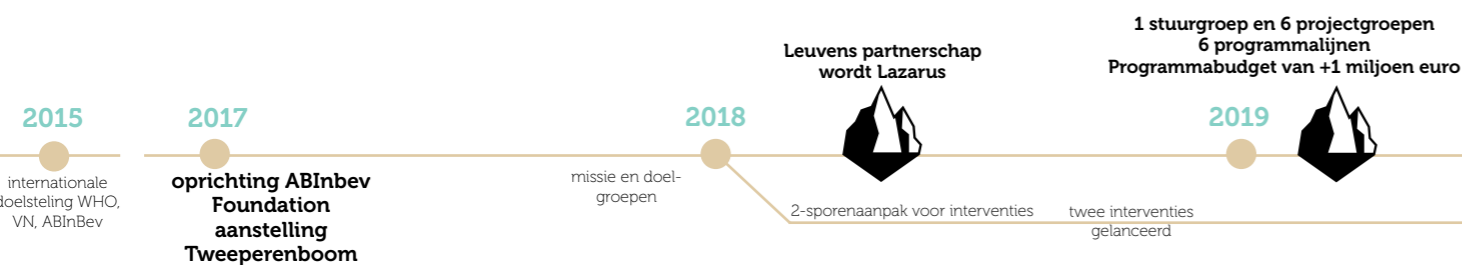 2015
internationale
doelsteling WHO,
VN, ABInBev
2017
oprichting ABInbev
Foundation
aanstelling
Tweeperenboom
missie en doel-
groepen
2018
Leuvens partnerschap
wordt Lazarus
2-sporenaanpak voor interventies
twee interventies
gelanceerd
2019
1 stuurgroep en 6 projectgroepen
6 programmalijnen
Programmabudget van +1 miljoen euro